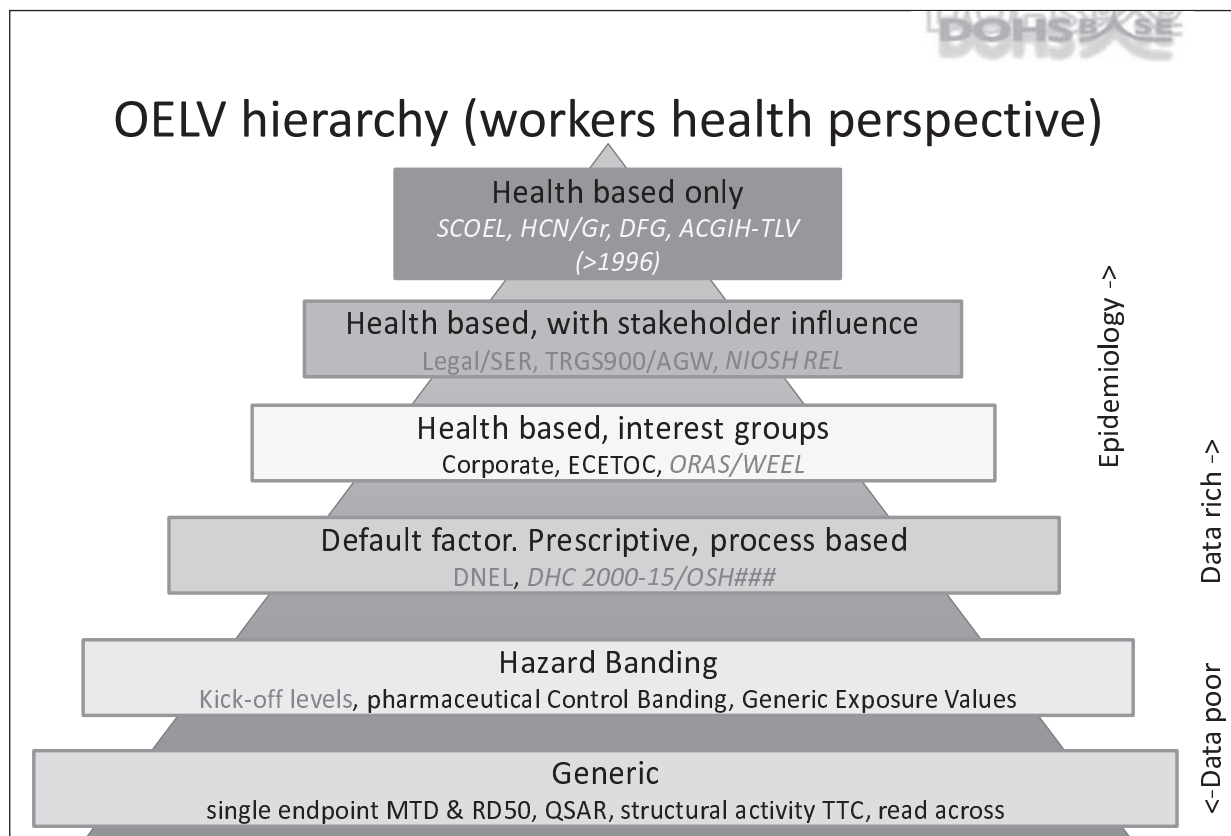 DOHSBASE
OELV hierarchy (workers health perspective)
Health based only
SCOEL, HCN/Gr, DFG, ACGIH-TLV
(>1996)
Health based, with stakeholder influence
Legal/SER, TRGS900/AGW, NIOSH REL
Health based, interest groups
Corporate, ECETOC, ORAS/WEEL
Default factor. Prescriptive, process based
DNEL, DHC 2000-15/OSH###
Hazard Banding
Kick-off levels, pharmaceutical Control Banding, Generic Exposure Values
Generic
single endpoint MTD & RD50, QSAR, structural activity TTC, read across
Epidemiology ->
Data rich ->
<-Data poor